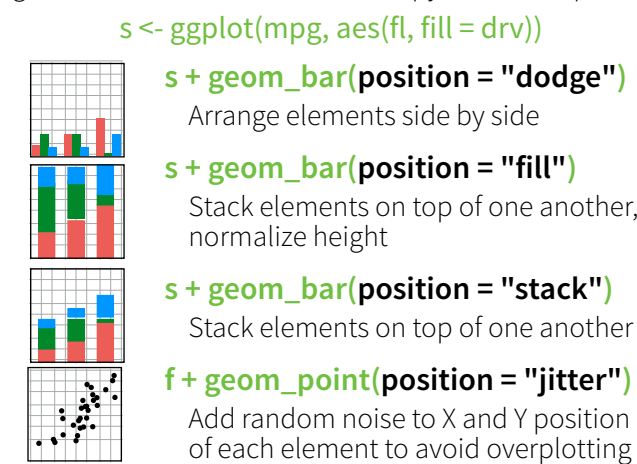 s <- ggplot(mpg, aes(fl, fill = drv))
s + geom_bar(position = "dodge")
Arrange elements side by side
s + geom_bar(position = "fill")
Stack elements on top of one another,
normalize height
s + geom_bar(position = "stack")
Stack elements on top of one another
f + geom_point(position = "jitter")
Add random noise to X and Y position
of each element to avoid overplotting